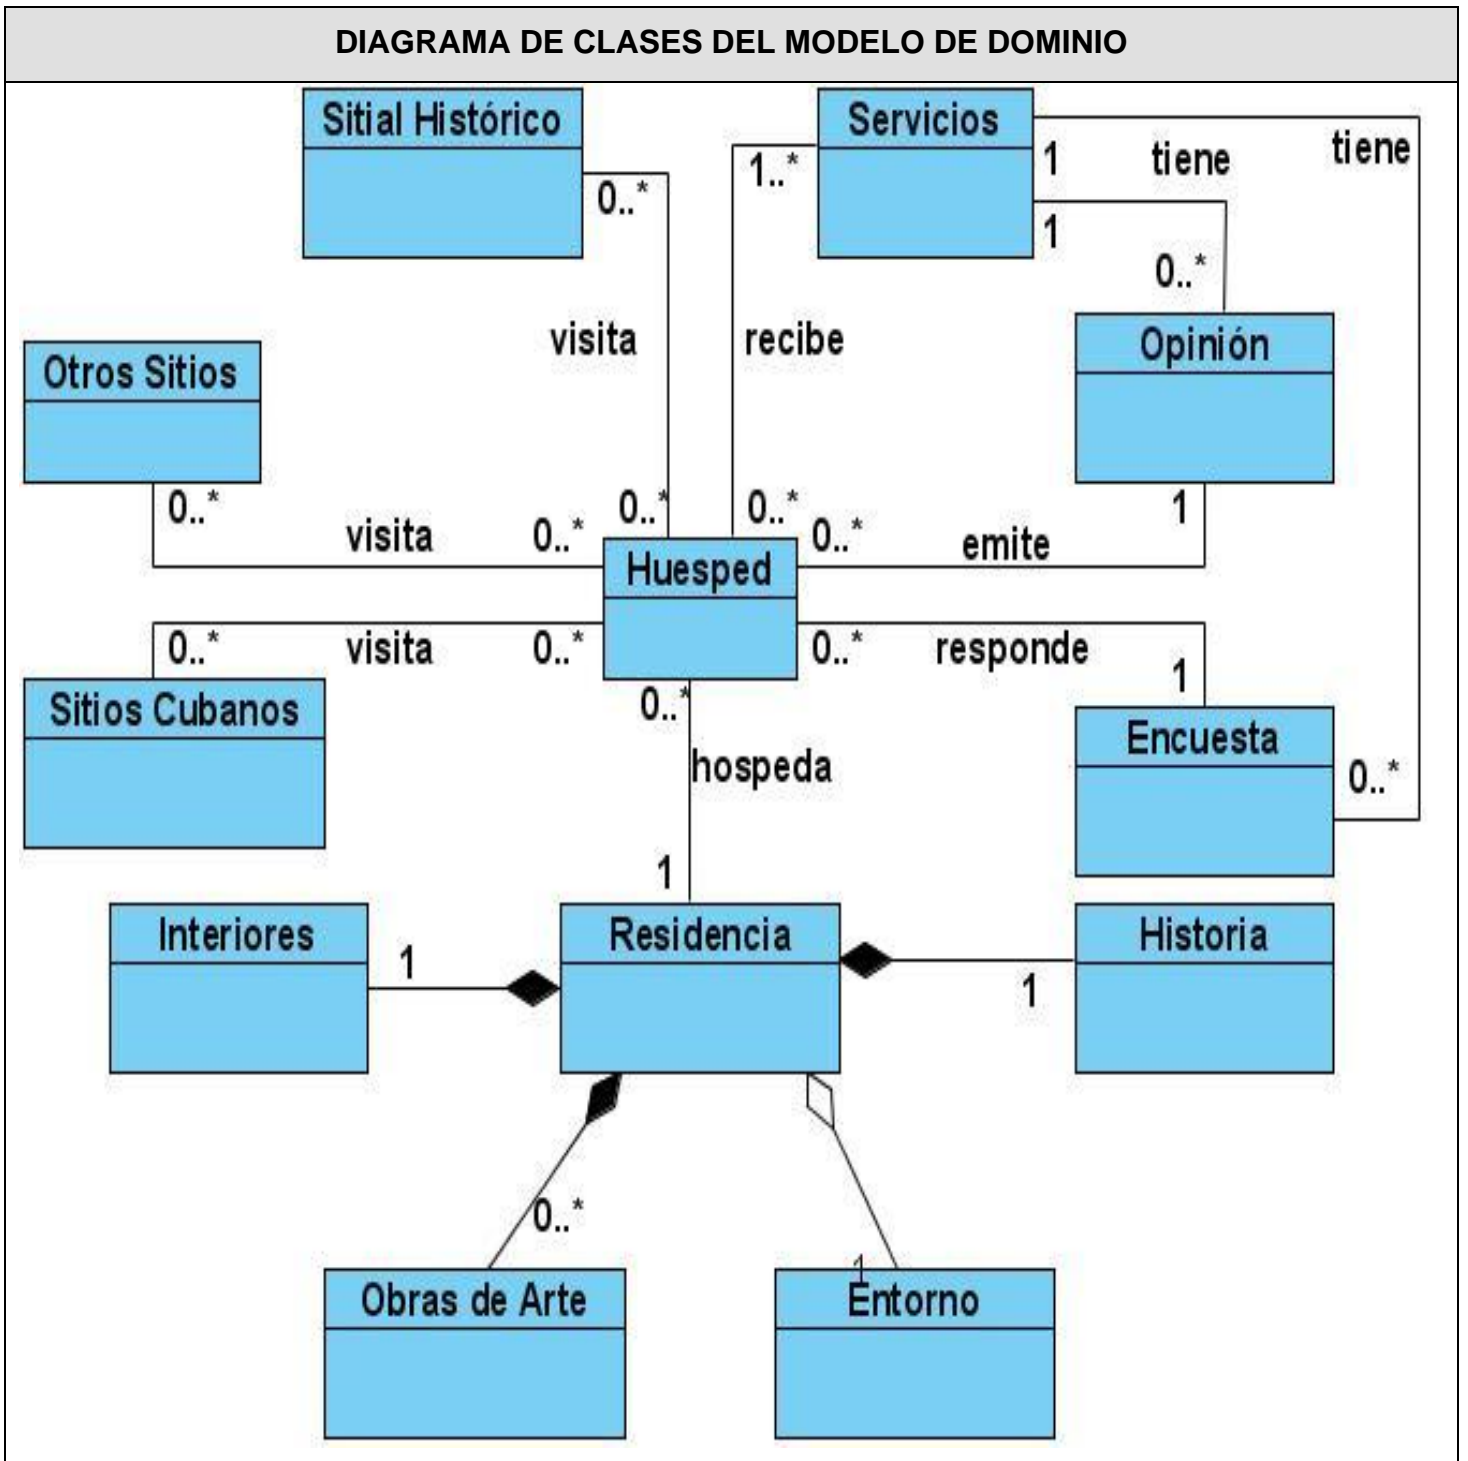 DIAGRAMA DE CLASES DEL MODELO DE DOMINIO
Sitial Histórico
Servicios
tiene
1
tiene
1..*
0..*
1
0..*
Opinión
visita
recibe
Otros Sitios
0..*
0..*
0..*
1
visita
0..*
0..*
emite
Huesped
0..*
visita
0..*
0..*
responde
1
Sitios Cubanos
0..*
Encuesta
hospeda
0..*
1
Interiores
1
Residencia
Historia
1
0..*
1
Obras de Arte
Entorno